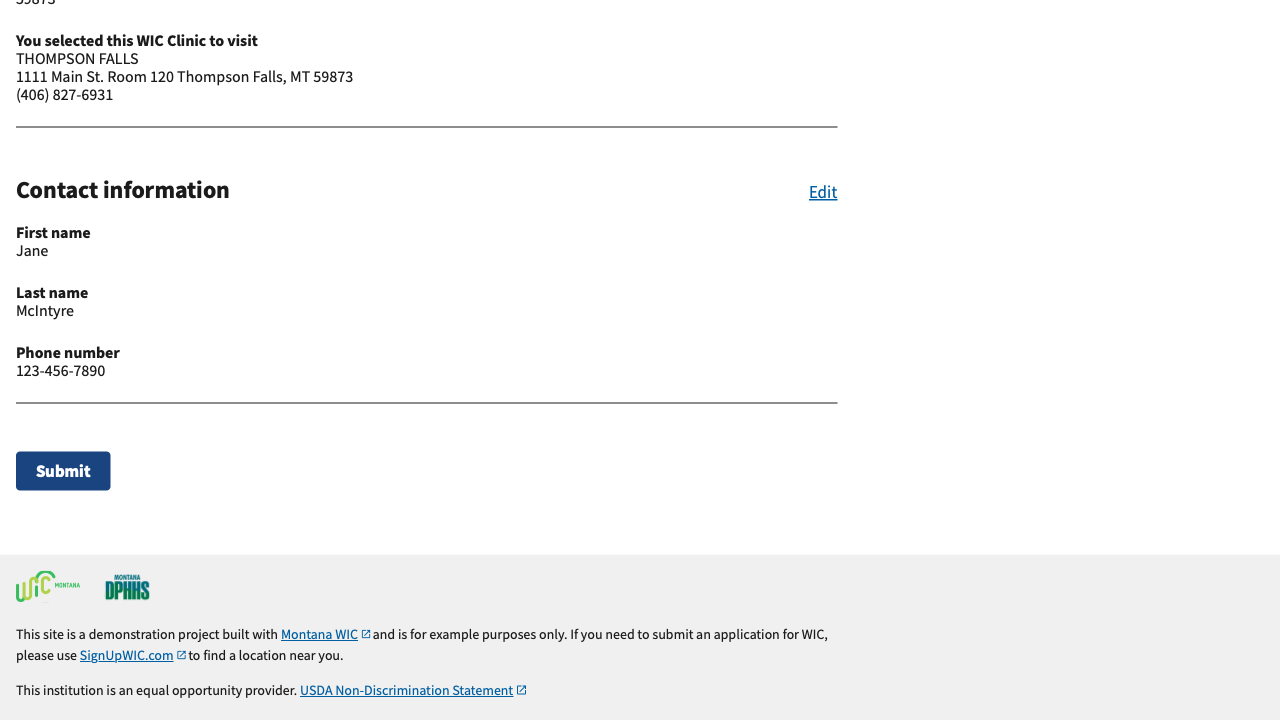 59873
You selected this WIC Clinic to visit
THOMPSON FALLS
1111 Main St. Room 120 Thompson Falls, MT 59873
(406) 827-6931
Contact information
Edit
First name
Jane
Last name
McIntyre
Phone number
123-456-7890
Submit
WIC MONTANA
MONTANA
DPHHS
This site is a demonstration project built with Montana WIC and is for example purposes only. If you need to submit an application for WIC,
please use SignUpWIC.com to find a location near you.
This institution is an equal opportunity provider. USDA Non-Discrimination Statement